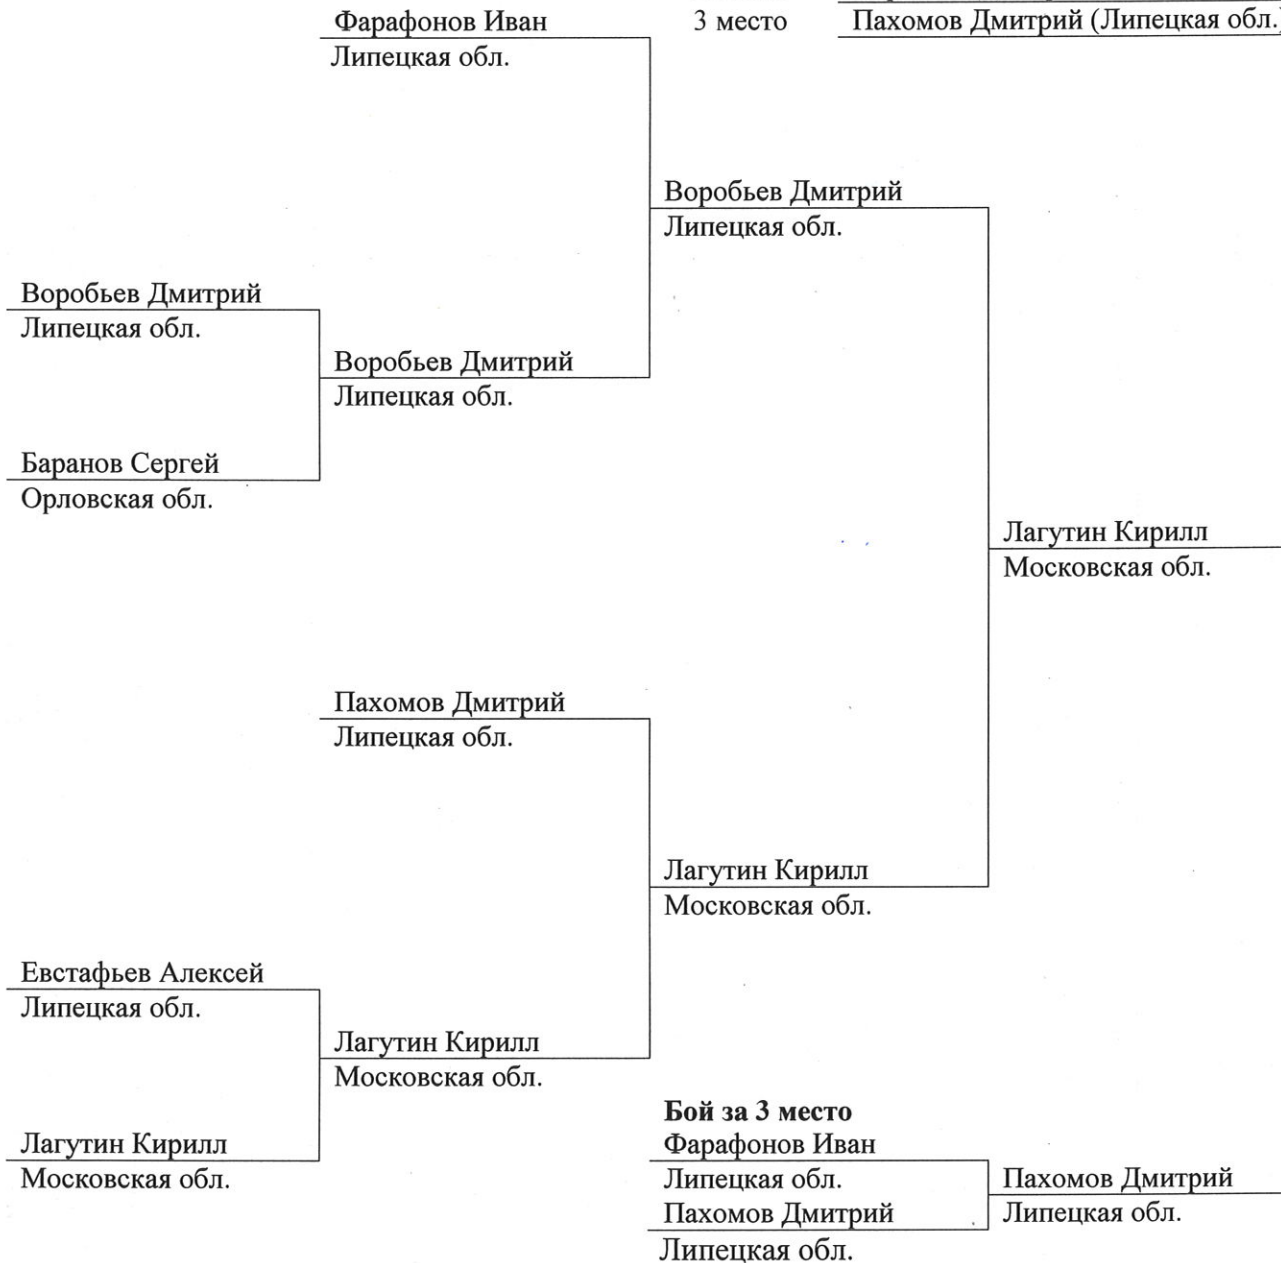 Фарафонов Иван
3 место
Пахомов Дмитрий (Липецкая обл.)
Липецкая обл.
Воробьев Дмитрий
Липецкая обл.
Воробьев Дмитрий
Липецкая обл.
Воробьев Дмитрий
Липецкая обл.
Баранов Сергей
Орловская обл.
Лагутин Кирилл
Московская обл.
Пахомов Дмитрий
Липецкая обл.
Лагутин Кирилл
Московская обл.
Евстафьев Алексей
Липецкая обл.
Лагутин Кирилл
Московская обл.
Лагутин Кирилл
Московская обл.
Бой за 3 место
Фарафонов Иван
Липецкая обл.
Пахомов Дмитрий
Липецкая обл.
Пахомов Дмитрий
Липецкая обл.